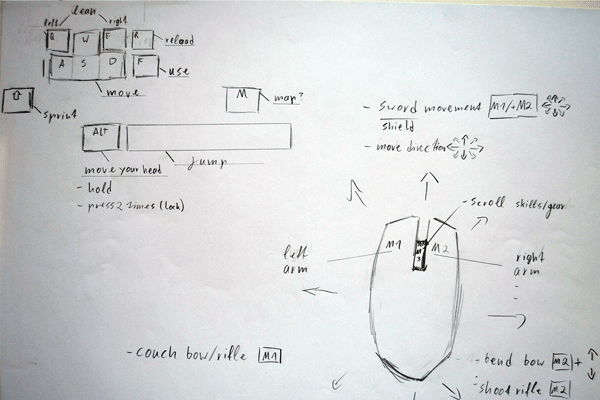 lean
left right
Q W E R reload
A S D F use
move
⇧ sprint
M map?
Alt
jump
move your head
- hold
- press 2 times (lock)
- sword movement M1/+M2
shield
- move direction
- scroll skills/gear
left arm
M1 M3 M2
right arm
- couch bow/rifle M1
- bend bow M2 +
- shoot rifle M2